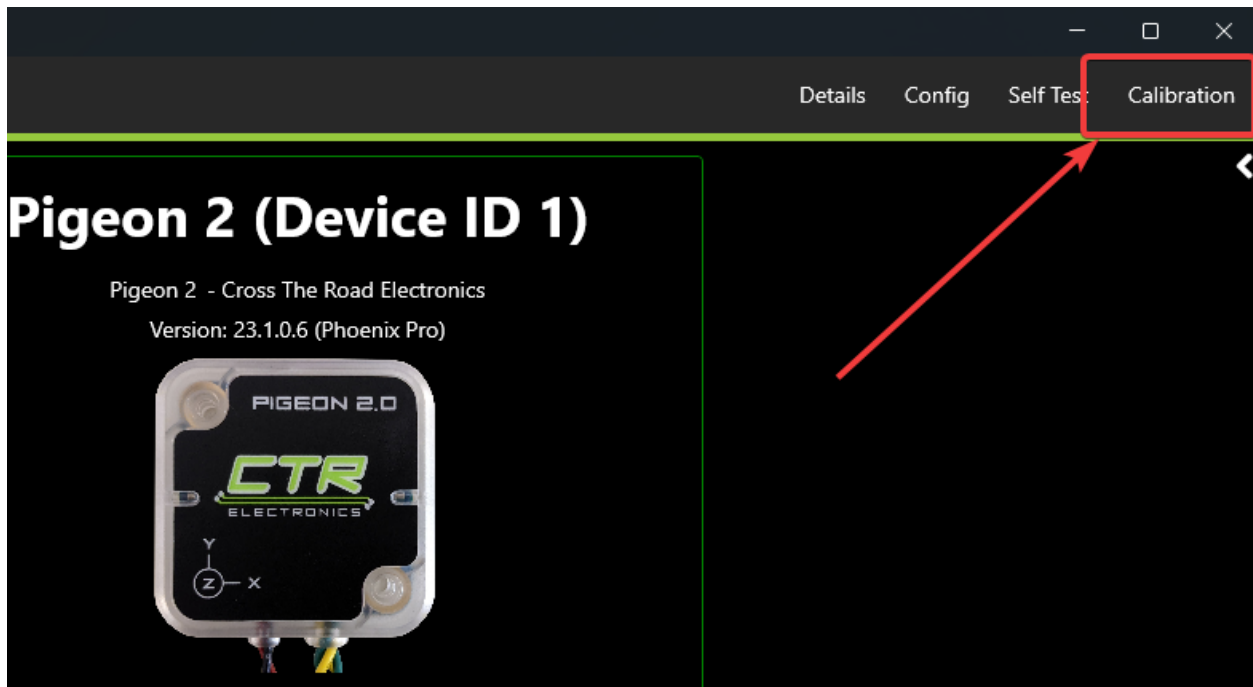 Details Config Self Test Calibration
Pigeon 2 (Device ID 1)
Pigeon 2 - Cross The Road Electronics
Version: 23.1.0.6 (Phoenix Pro)
PIGEON 2.0
CTR
ELECTRONICS
Y
Z X